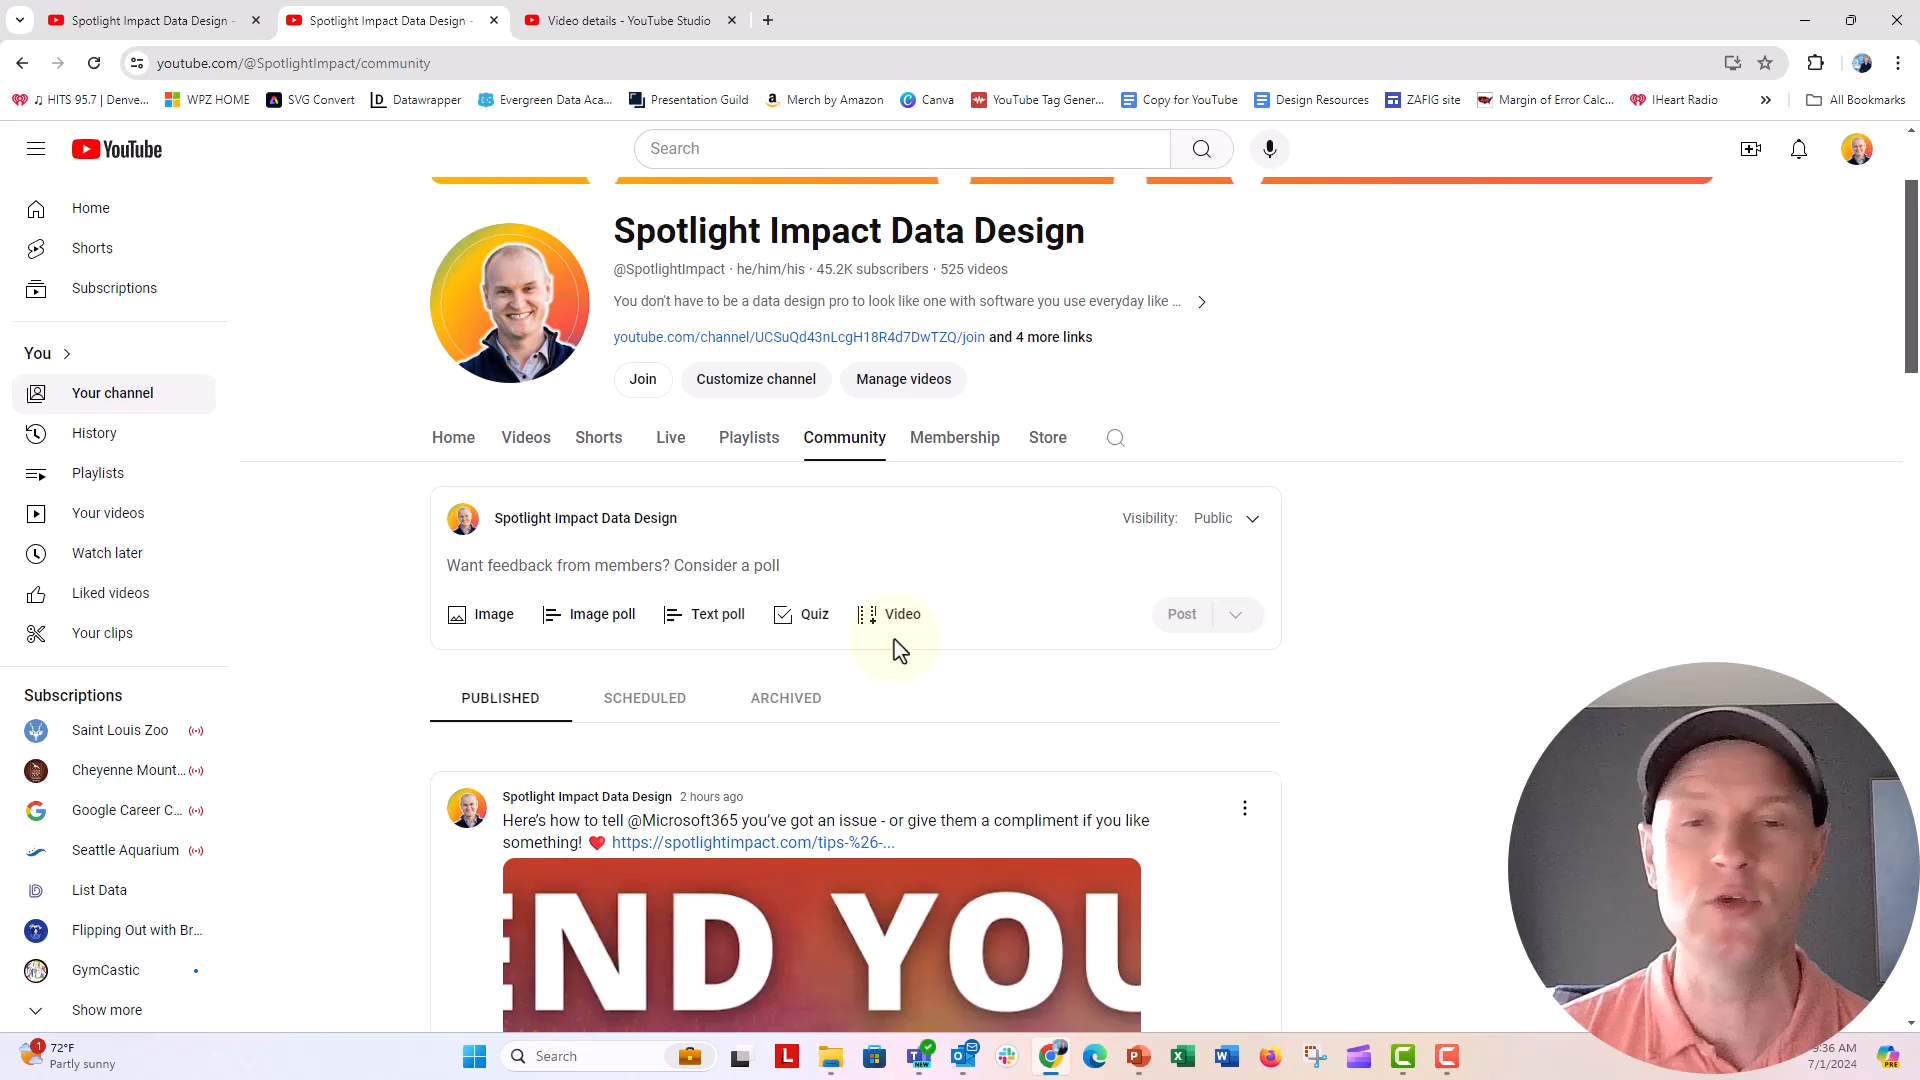 Spotlight Impact Data Design -
Spotlight Impact Data Design -
Video details - YouTube Studio
youtube.com/@SpotlightImpact/community
♫ HITS 95.7 | Denve...
WPZ HOME
SVG Convert
Datawrapper
Evergreen Data Aca...
Presentation Guild
Merch by Amazon
Canva
YouTube Tag Gener...
Copy for YouTube
Design Resources
ZAFIG site
Margin of Error Calc...
IHeart Radio
All Bookmarks
YouTube
Search
Home
Shorts
Subscriptions
You
Your channel
History
Playlists
Your videos
Watch later
Liked videos
Your clips
Subscriptions
Saint Louis Zoo
Cheyenne Mount...
Google Career C...
Seattle Aquarium
List Data
Flipping Out with Br...
GymCastic
Show more
Spotlight Impact Data Design
@SpotlightImpact · he/him/his · 45.2K subscribers · 525 videos
You don't have to be a data design pro to look like one with software you use everyday like ...
youtube.com/channel/UCSuQd43nLcgH18R4d7DwTZQ/join and 4 more links
Join
Customize channel
Manage videos
Home
Videos
Shorts
Live
Playlists
Community
Membership
Store
Spotlight Impact Data Design
Visibility: Public
Want feedback from members? Consider a poll
Image
Image poll
Text poll
Quiz
Video
Post
PUBLISHED
SCHEDULED
ARCHIVED
Spotlight Impact Data Design 2 hours ago
Here's how to tell @Microsoft365 you've got an issue - or give them a compliment if you like
something! ❤️ https://spotlightimpact.com/tips-%26-...
END YOU
1
72°F
Partly sunny
Search
L
NEW
PRE
9:36 AM
7/1/2024